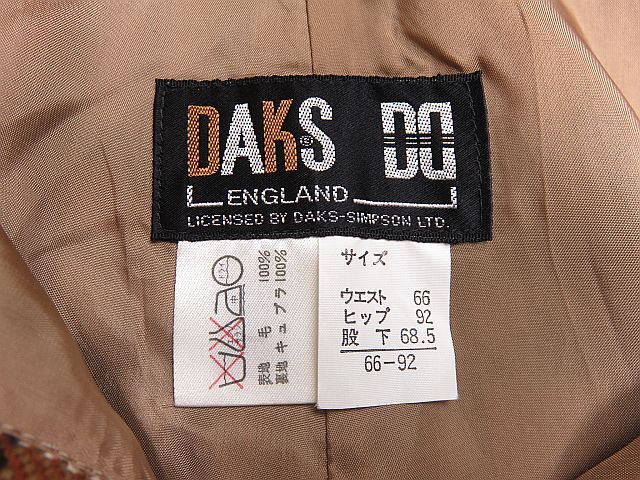 DAKS DD
ENGLAND
LICENSED BY DAKS-SIMPSON LTD.
サイズ
ウエスト 66
ヒップ 92
股下 68.5
66-92
表地 毛 100%
裏地 キュプラ 100%